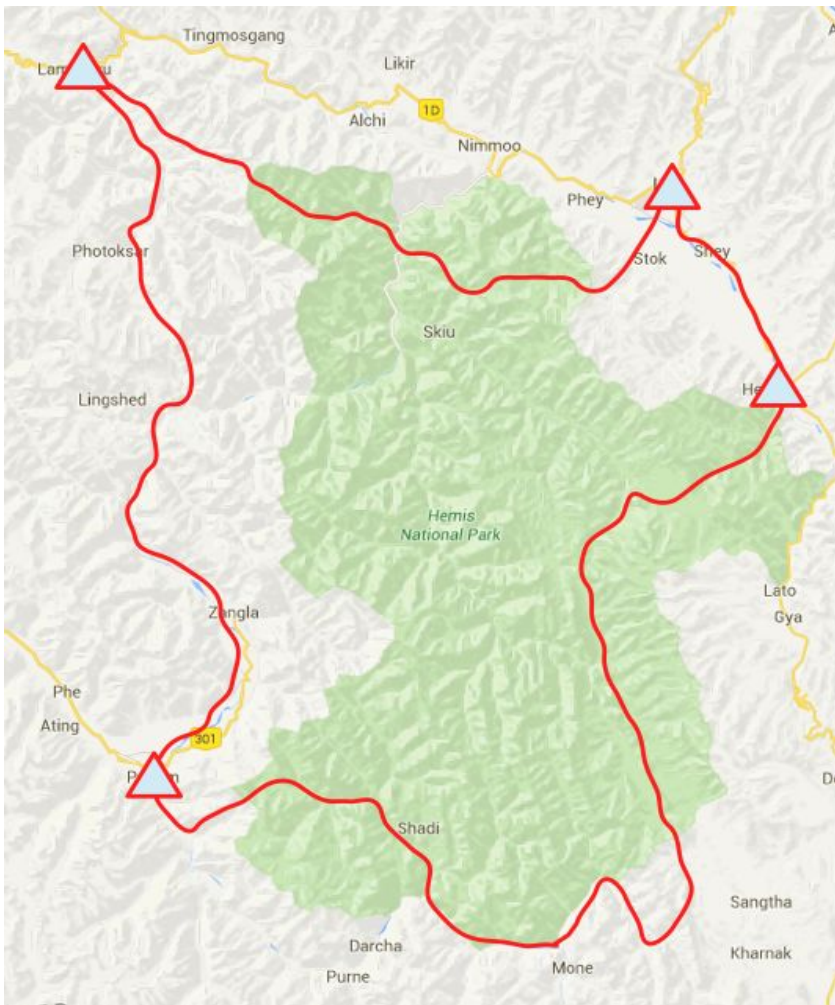 Tingmosgang
Likir
1D
Alchi
Nimmoo
Phey
Photoksar
Stok
Shey
Skiu
Lingshed
Hemis
National Park
Lato
Gya
Zangla
Phe
Ating
301
Shadi
Sangtha
Darcha
Kharnak
Mone
Purne